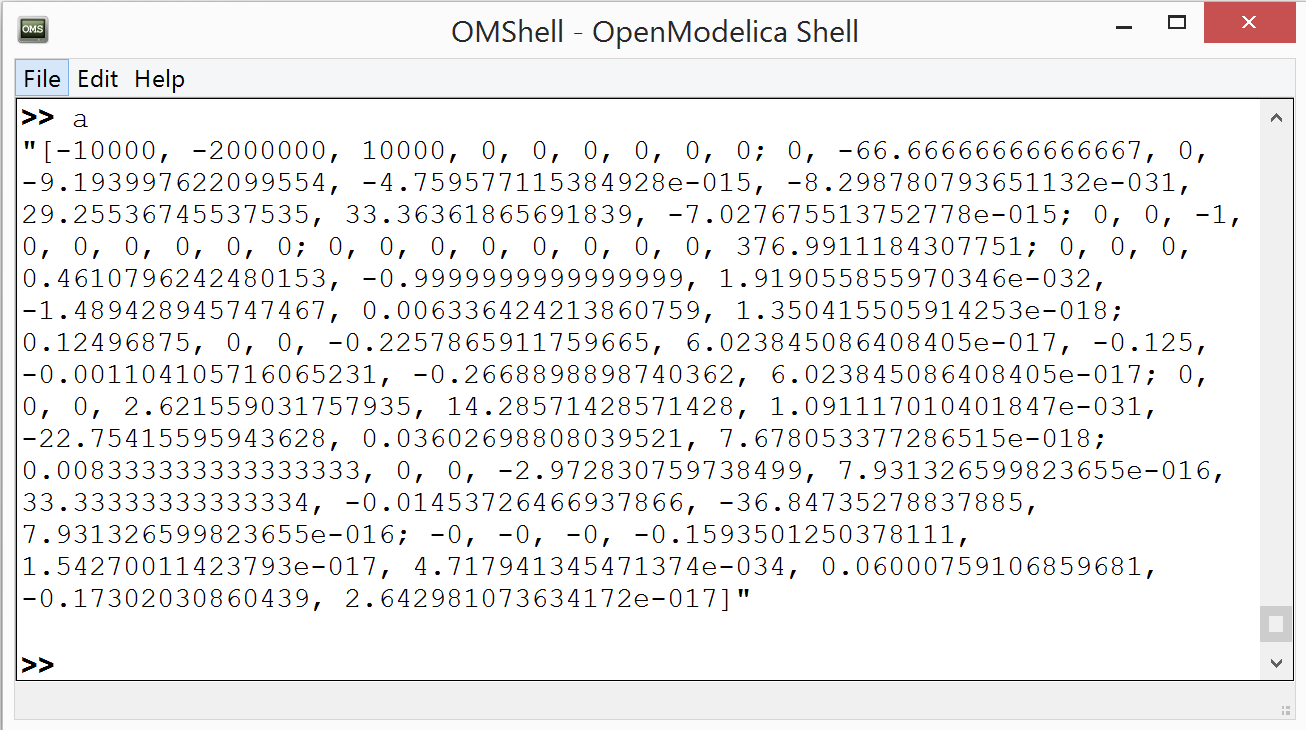 OMS
OMShell - OpenModelica Shell
File Edit Help
>> a
"[-10000, -2000000, 10000, 0, 0, 0, 0, 0, 0; 0, -66.66666666666667, 0,
-9.193997622099554, -4.759577115384928e-015, -8.298780793651132e-031,
29.25536745537535, 33.36361865691839, -7.027675513752778e-015; 0, 0, -1,
0, 0, 0, 0, 0, 0; 0, 0, 0, 0, 0, 0, 0, 0, 376.9911184307751; 0, 0, 0,
0.4610796242480153, -0.9999999999999999, 1.919055855970346e-032,
-1.489428945747467, 0.006336424213860759, 1.350415505914253e-018;
0.12496875, 0, 0, -0.2257865911759665, 6.023845086408405e-017, -0.125,
-0.001104105716065231, -0.26688988740362, 6.023845086408405e-017; 0,
0, 0, 2.621559031757935, 14.28571428571428, 1.091117010401847e-031,
-22.75415595943628, 0.03602698808039521, 7.678053377286515e-018;
0.008333333333333333, 0, 0, -2.972830759738499, 7.931326599823655e-016,
33.33333333333334, -0.01453726466937866, -36.84735278837885,
7.931326599823655e-016; -0, -0, -0, -0.1593501250378111,
1.54270011423793e-017, 4.717941345471374e-034, 0.06000759106859681,
-0.17302030860439, 2.642981073634172e-017]"
>>